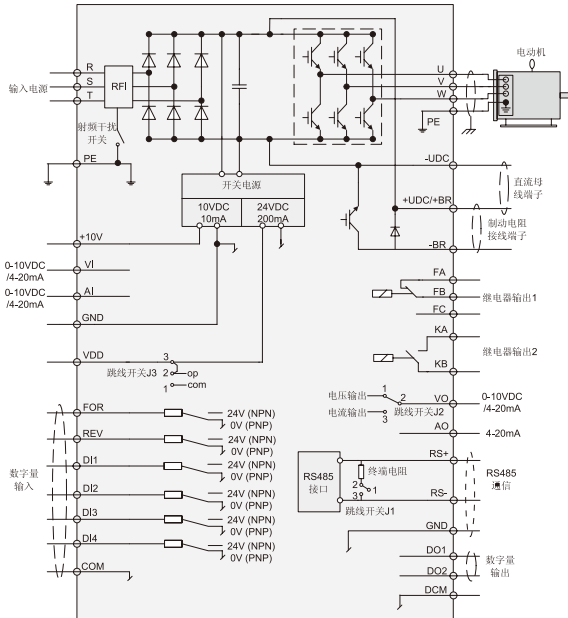 电动机
R
S
T
输入电源
RFI
射频干扰
开关
PE
U
V
W
PE
-UDC
直流母
线端子
+UDC/+BR
制动电阻
接线端子
-BR
开关电源
10VDC
10mA
24VDC
200mA
+10V
0-10VDC
/4-20mA
VI
0-10VDC
/4-20mA
AI
GND
VDD
3
2
op
1
com
跳线开关J3
FA
FB
FC
继电器输出1
KA
KB
继电器输出2
电压输出
1
2
VO
0-10VDC
/4-20mA
电流输出
3
跳线开关J2
AO
4-20mA
数字量
输入
FOR
24V (NPN)
0V (PNP)
REV
24V (NPN)
0V (PNP)
DI1
24V (NPN)
0V (PNP)
DI2
24V (NPN)
0V (PNP)
DI3
24V (NPN)
0V (PNP)
DI4
24V (NPN)
0V (PNP)
COM
RS485
接口
终端电阻
2
1
3
跳线开关J1
RS+
RS-
RS485
通信
GND
DO1
DO2
数字量
输出
DCM